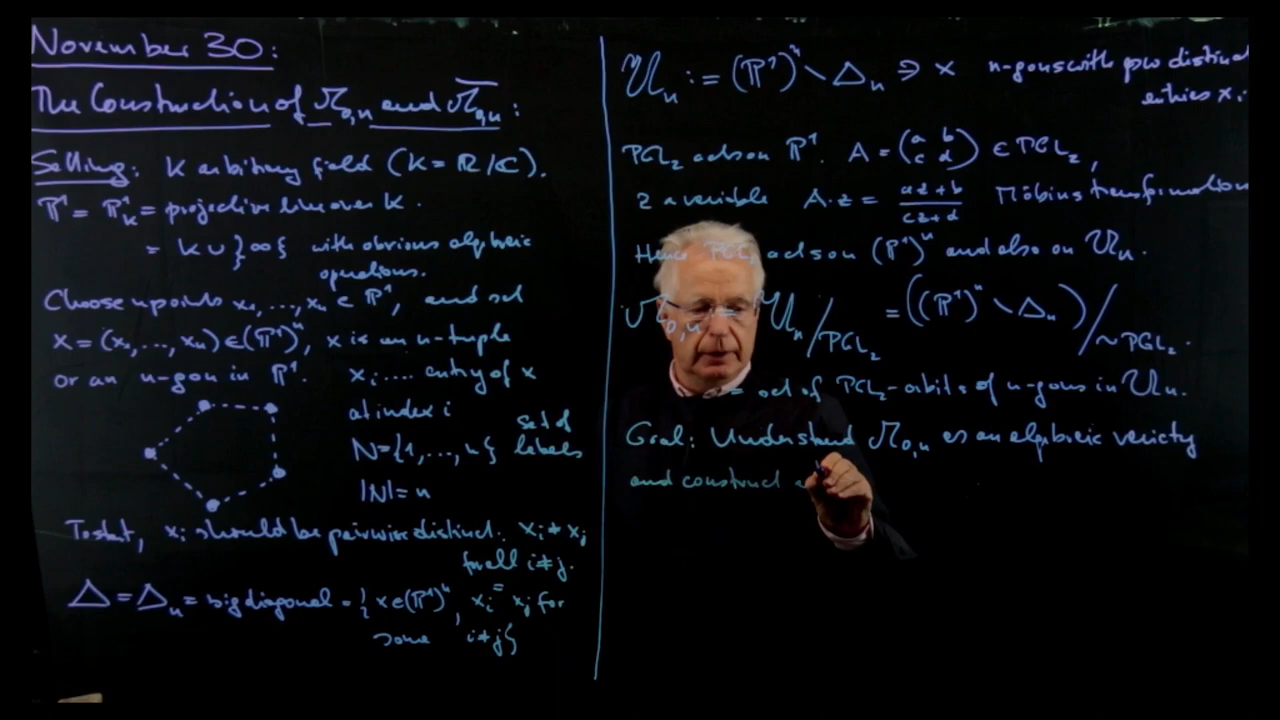 November 30:
The Construction of ℳ₀,ₙ and ℳ̅₀,ₙ :
Setting: K arbitrary field (K = ℝ/ℂ).
ℙ¹ = ℙ¹_K = projective line over K.
= K ∪ {∞} with obvious algebraic
operations.
Choose n points x₁, ..., xₙ ∈ ℙ¹, and set
x = (x₁, ..., xₙ) ∈ (ℙ¹)ⁿ, x is an n-tuple
or an n-gon in ℙ¹. xᵢ .... entry of x
at index i
N = {1, ..., n} set of labels
|N| = n
To start, xᵢ should be pairwise distinct: xᵢ ≠ xⱼ
for all i ≠ j.
Δ = Δₙ = big diagonal = {x ∈ (ℙ¹)ⁿ, xᵢ = xⱼ for
some i ≠ j}
𝒰ₙ := (ℙ¹)ⁿ \ Δₙ ∋ x n-gons with pw distinct
entries xᵢ
PGL₂ acts on ℙ¹. A = (a b
c d) ∈ PGL₂,
z a variable A·z = (az+b)/(cz+d) Möbius transformation
Hence PGL₂ acts on (ℙ¹)ⁿ and also on 𝒰ₙ.
ℳ₀,ₙ = 𝒰ₙ/PGL₂ = ((ℙ¹)ⁿ \ Δₙ)/∼PGL₂.
= set of PGL₂-orbits of n-gons in 𝒰ₙ.
Goal: Understand ℳ₀,ₙ as an algebraic variety
and construct a